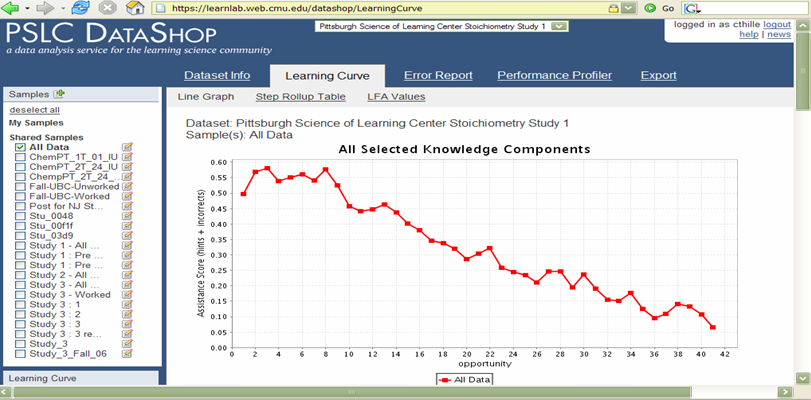 https://learnlab.web.cmu.edu/datashop/LearningCurve
Go
G
PSLC DATASHOP
a data analysis service for the learning science community
Pittsburgh Science of Learning Center Stoichiometry Study 1
logged in as cthille logout
help | news
Dataset Info
Learning Curve
Error Report
Performance Profiler
Export
Line Graph
Step Rollup Table
LFA Values
Samples
deselect all
My Samples
Shared Samples
All Data
ChemPT_1T_01_IU
ChemPT_2T_24_IU
ChempPT_2T_24_...
Fall-UBC-Unworked
Fall-UBC-Worked
Post for NJ St...
Stu_0048
Stu_00f1f
Stu_03d9
Study 1 - All ...
Study 1 : Pre ...
Study 1 : Pre ...
Study 2 - All ...
Study 3 - All ...
Study 3 - Worked
Study 3 : 1
Study 3 : 2
Study 3 : 3
Study 3 : 3 re...
Study_3
Study_3_Fall_06
Learning Curve
Dataset: Pittsburgh Science of Learning Center Stoichiometry Study 1
Sample(s): All Data
All Selected Knowledge Components
Assistance Score (hints + incorrects)
0.60
0.55
0.50
0.45
0.40
0.35
0.30
0.25
0.20
0.15
0.10
0.05
0.00
0 2 4 6 8 10 12 14 16 18 20 22 24 26 28 30 32 34 36 38 40 42
opportunity
All Data